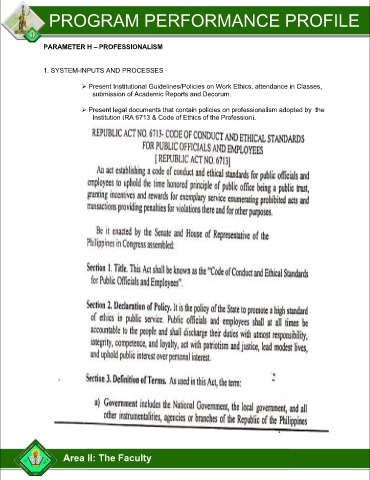 PROGRAM PERFORMANCE PROFILE
PARAMETER H – PROFESSIONALISM
1. SYSTEM-INPUTS AND PROCESSES
➢ Present Institutional Guidelines/Policies on Work Ethics, attendance in Classes,
submission of Academic Reports and Decorum.
➢ Present legal documents that contain policies on professionalism adopted by the
Institution (RA 6713 & Code of Ethics of the Profession).
REPUBLIC ACT NO. 6713- CODE OF CONDUCT AND ETHICAL STANDARDS
FOR PUBLIC OFFICIALS AND EMPLOYEES
[ REPUBLIC ACT NO. 6713]
An act establishing a code of conduct and ethical standards for public officials and
employees to uphold the time honored principle of public office being a public trust,
granting incentives and rewards for exemplary service enumerating prohibited acts and
transactions providing penalties for violations there and for other purposes.
Be it enacted by the Senate and House of Representative of the
Philippines in Congress assembled:
Section 1. Title. This Act shall be known as the "Code of Conduct and Ethical Standards
for Public Officials and Employees".
Section 2. Declaration of Policy. It is the policy of the State to promote a high standard
of ethics in public service. Public officials and employees shall at all times be
accountable to the people and shall discharge their duties with utmost responsibility,
integrity, competence, and loyalty, act with patriotism and justice, lead modest lives,
and uphold public interest over personal interest.
Section 3. Definition of Terms. As used in this Act, the term:
a) Government includes the National Government, the local government, and all
other instrumentalities, agencies or branches of the Republic of the Philippines
Area II: The Faculty